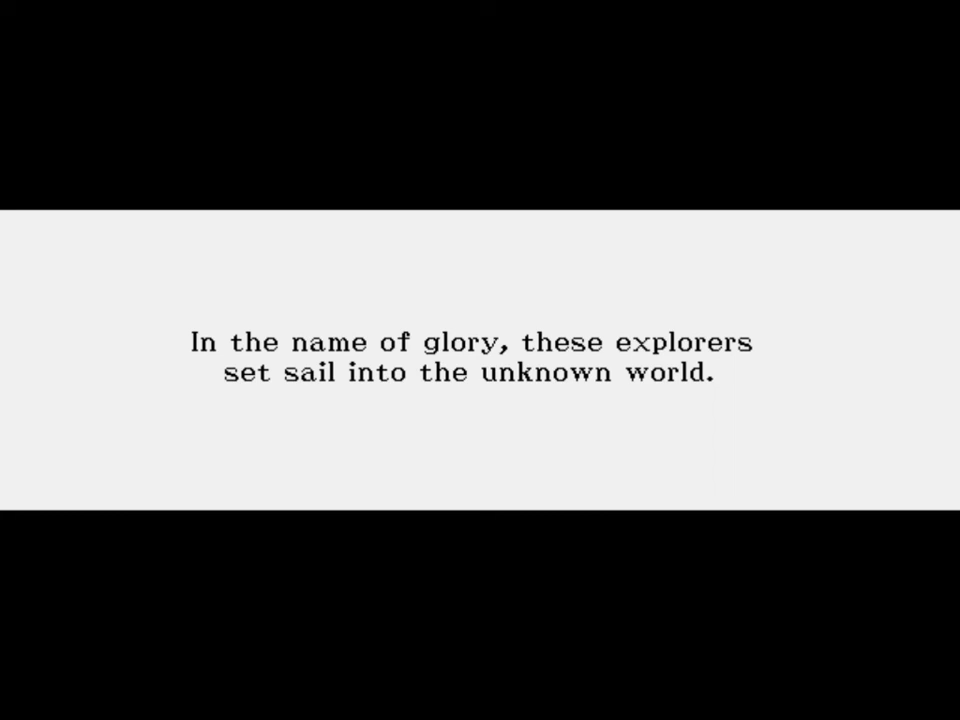 In the name of glory, these explorers
set sail into the unknown world.